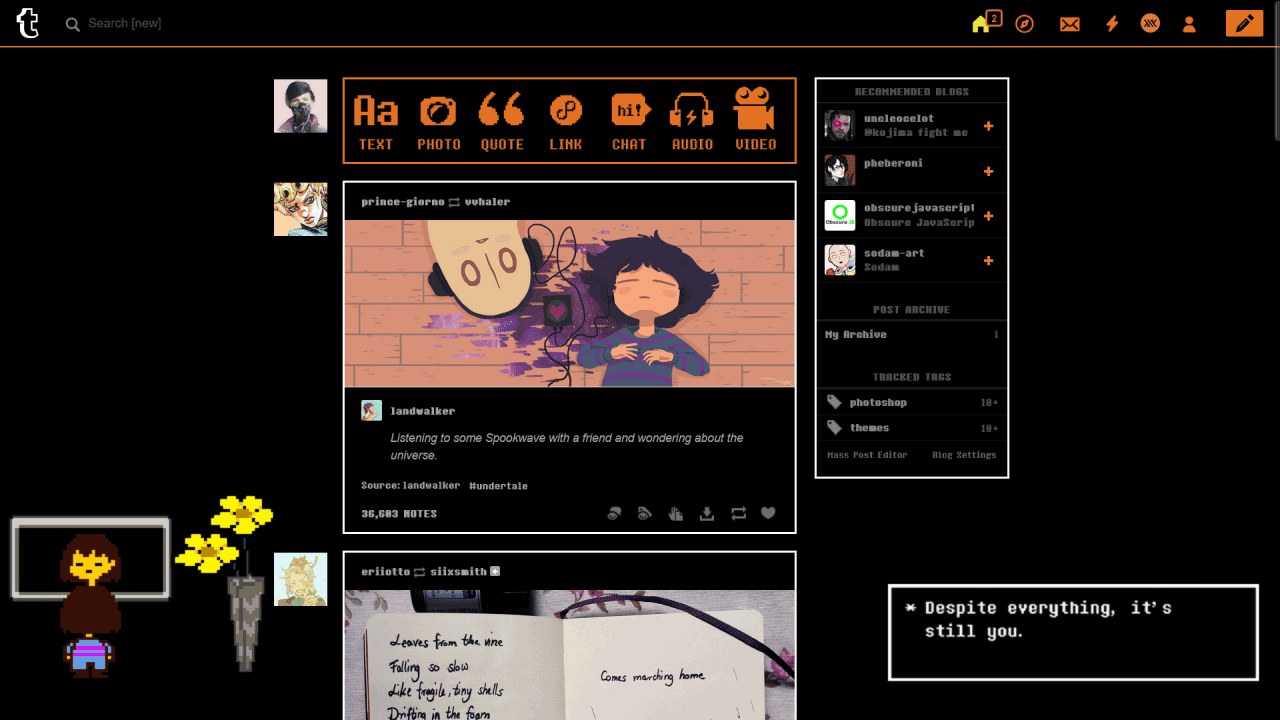 t
Search [new]
2
Aa
hi!
TEXT PHOTO QUOTE LINK CHAT AUDIO VIDEO
RECOMMENDED BLOGS
uncleocelot
@kojima fight me
pheberoni
obscurejavascript
Obscure JavaScrip
Obscure JS
sodam-art
Sodam
POST ARCHIVE
My Archive 1
TRACKED TAGS
photoshop 10+
themes 10+
Mass Post Editor Blog Settings
prince-giorno vvhaler
landwalker
Listening to some Spookwave with a friend and wondering about the
universe.
Source: landwalker #undertale
36,603 NOTES
eriiotto siixsmith
Leaves from the vine
Falling so slow
Like fragile, tiny shells
Drifting in the foam
Comes marching home
* Despite everything, it's
still you.